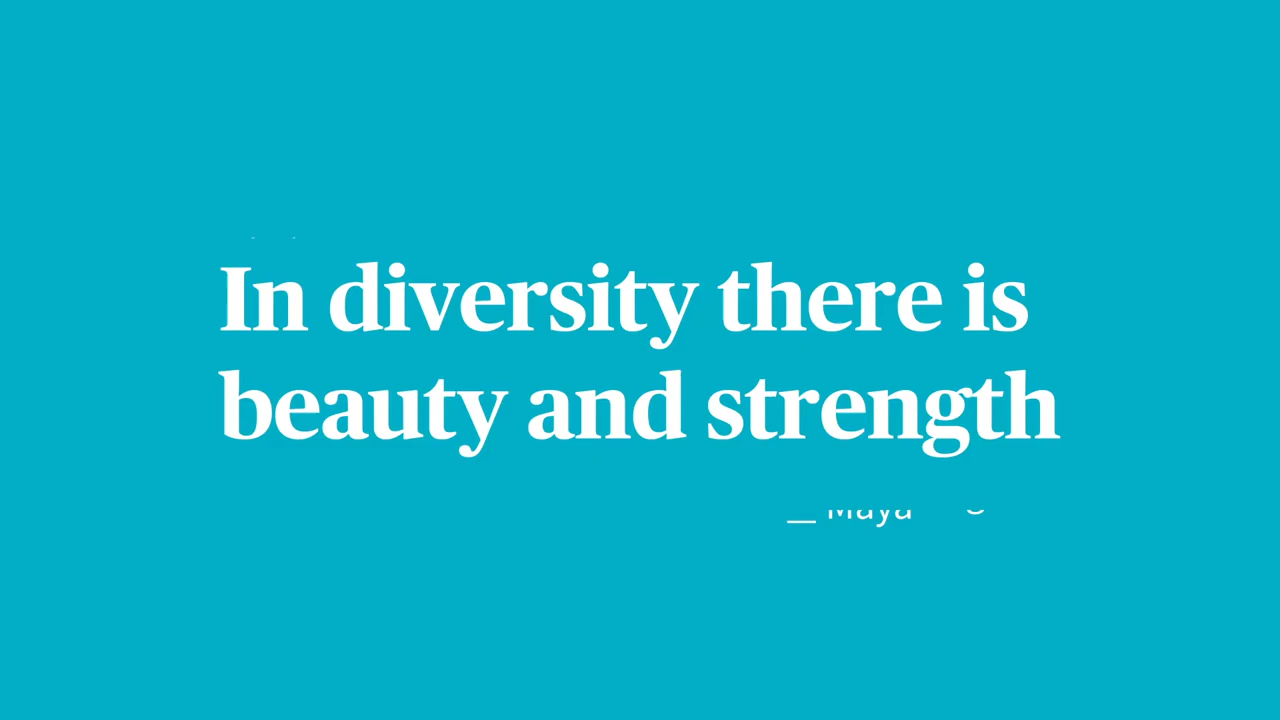 In diversity there is
beauty and strength
— Maya